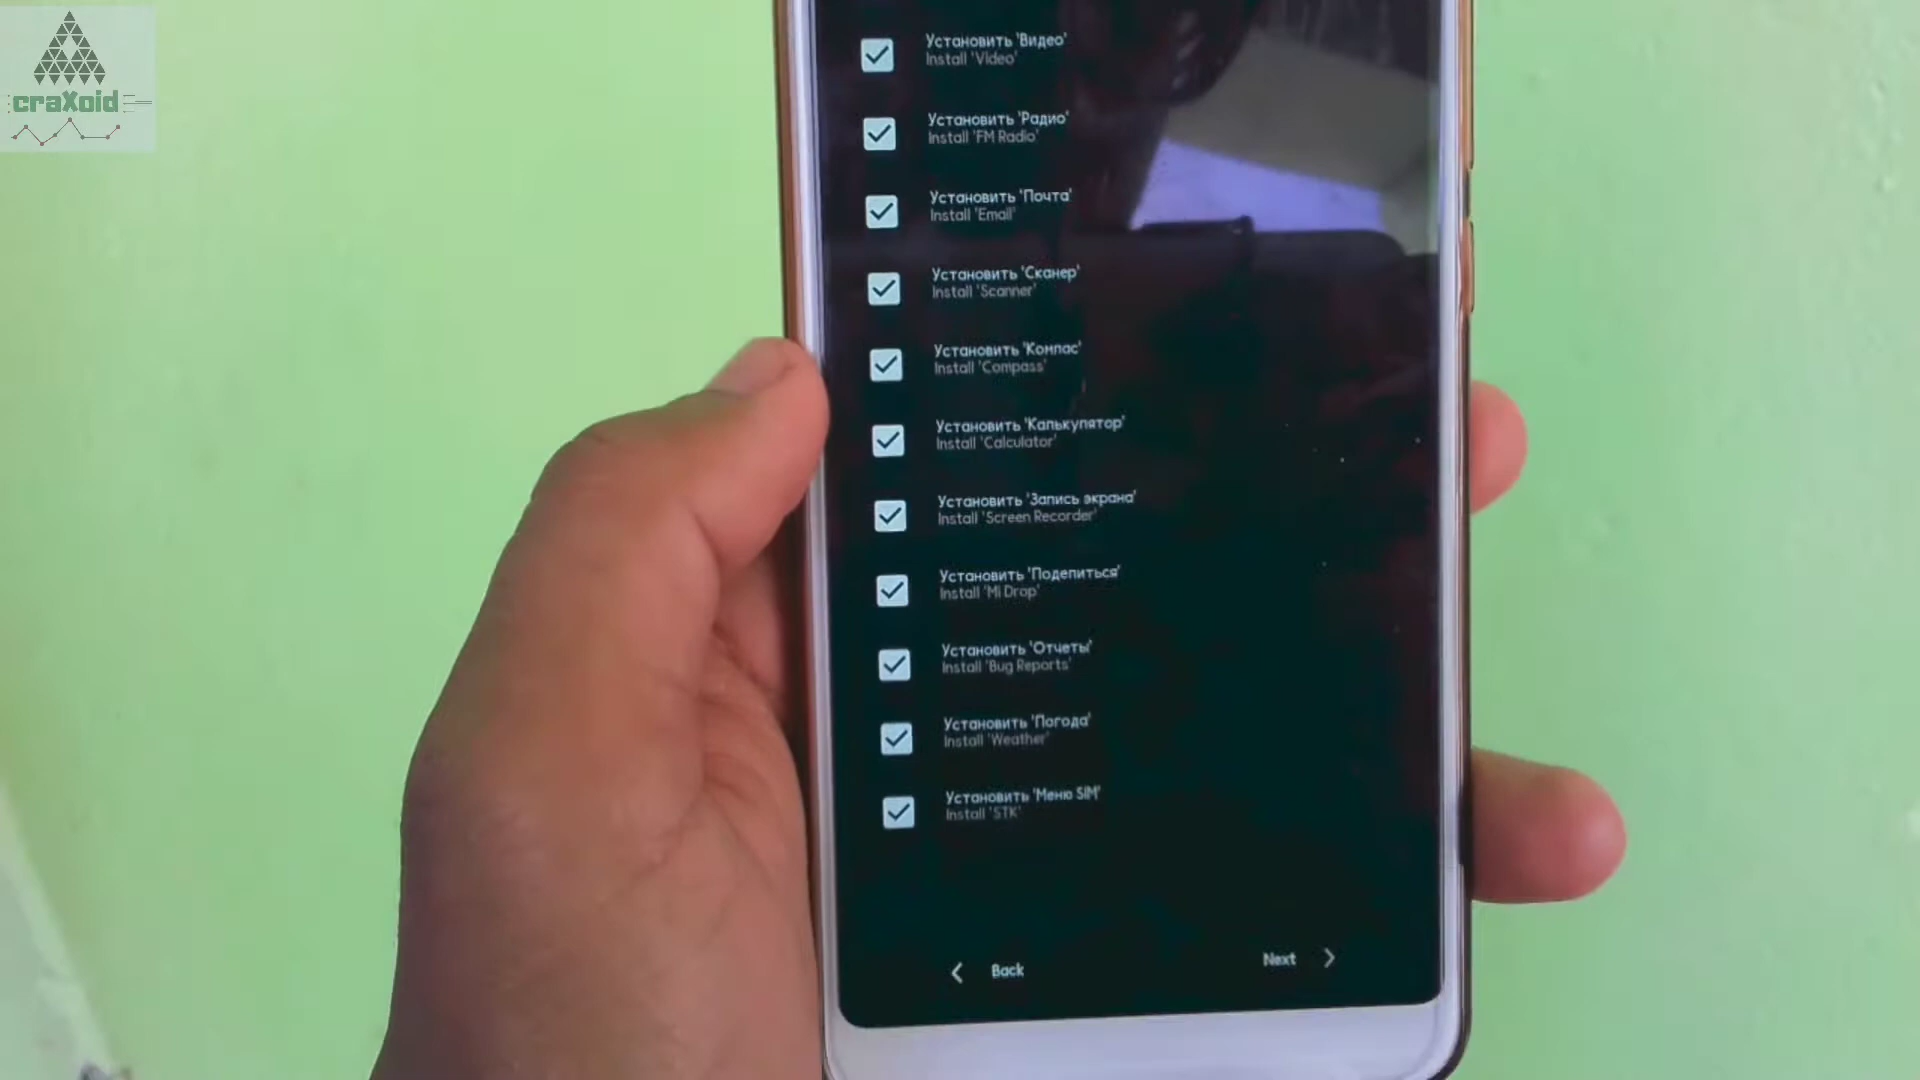 craXoid
Установить 'Видео'
Install 'Video'
Установить 'Радио'
Install 'FM Radio'
Установить 'Почта'
Install 'Email'
Установить 'Сканер'
Install 'Scanner'
Установить 'Компас'
Install 'Compass'
Установить 'Калькулятор'
Install 'Calculator'
Установить 'Запись экрана'
Install 'Screen Recorder'
Установить 'Поделиться'
Install 'Mi Drop'
Установить 'Отчеты'
Install 'Bug Reports'
Установить 'Погода'
Install 'Weather'
Установить 'Меню SIM'
Install 'STK'
Back
Next